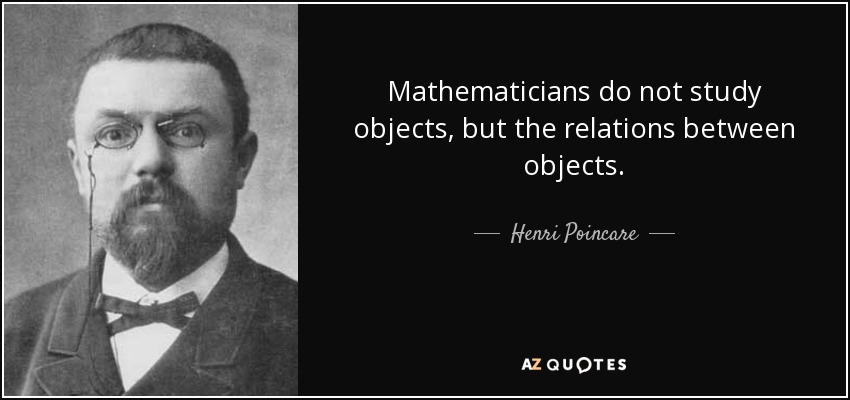 Mathematicians do not study
objects, but the relations between
objects.
Henri Poincare
AZ QUOTES